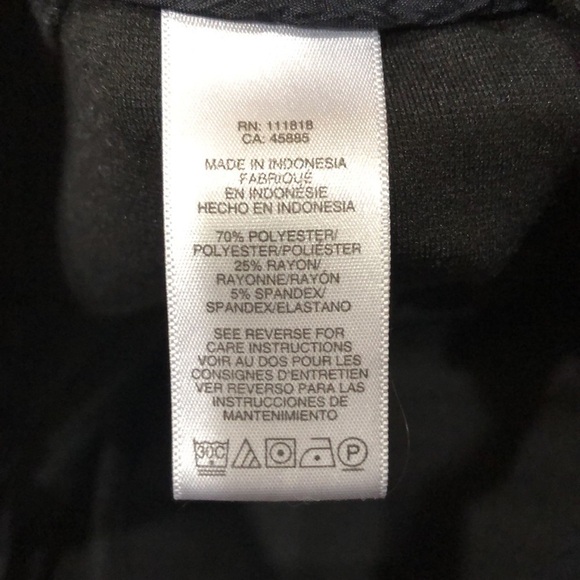 RN: 111818
CA: 45885
MADE IN INDONESIA
FABRIQUÉ
EN INDONÉSIE
HECHO EN INDONESIA
70% POLYESTER/
POLYESTER/POLIÉSTER
25% RAYON/
RAYONNE/RAYÓN
5% SPANDEX/
SPANDEX/ELASTANO
SEE REVERSE FOR
CARE INSTRUCTIONS
VOIR AU DOS POUR LES
CONSIGNES D'ENTRETIEN
VER REVERSO PARA LAS
INSTRUCCIONES DE
MANTENIMIENTO
30C P